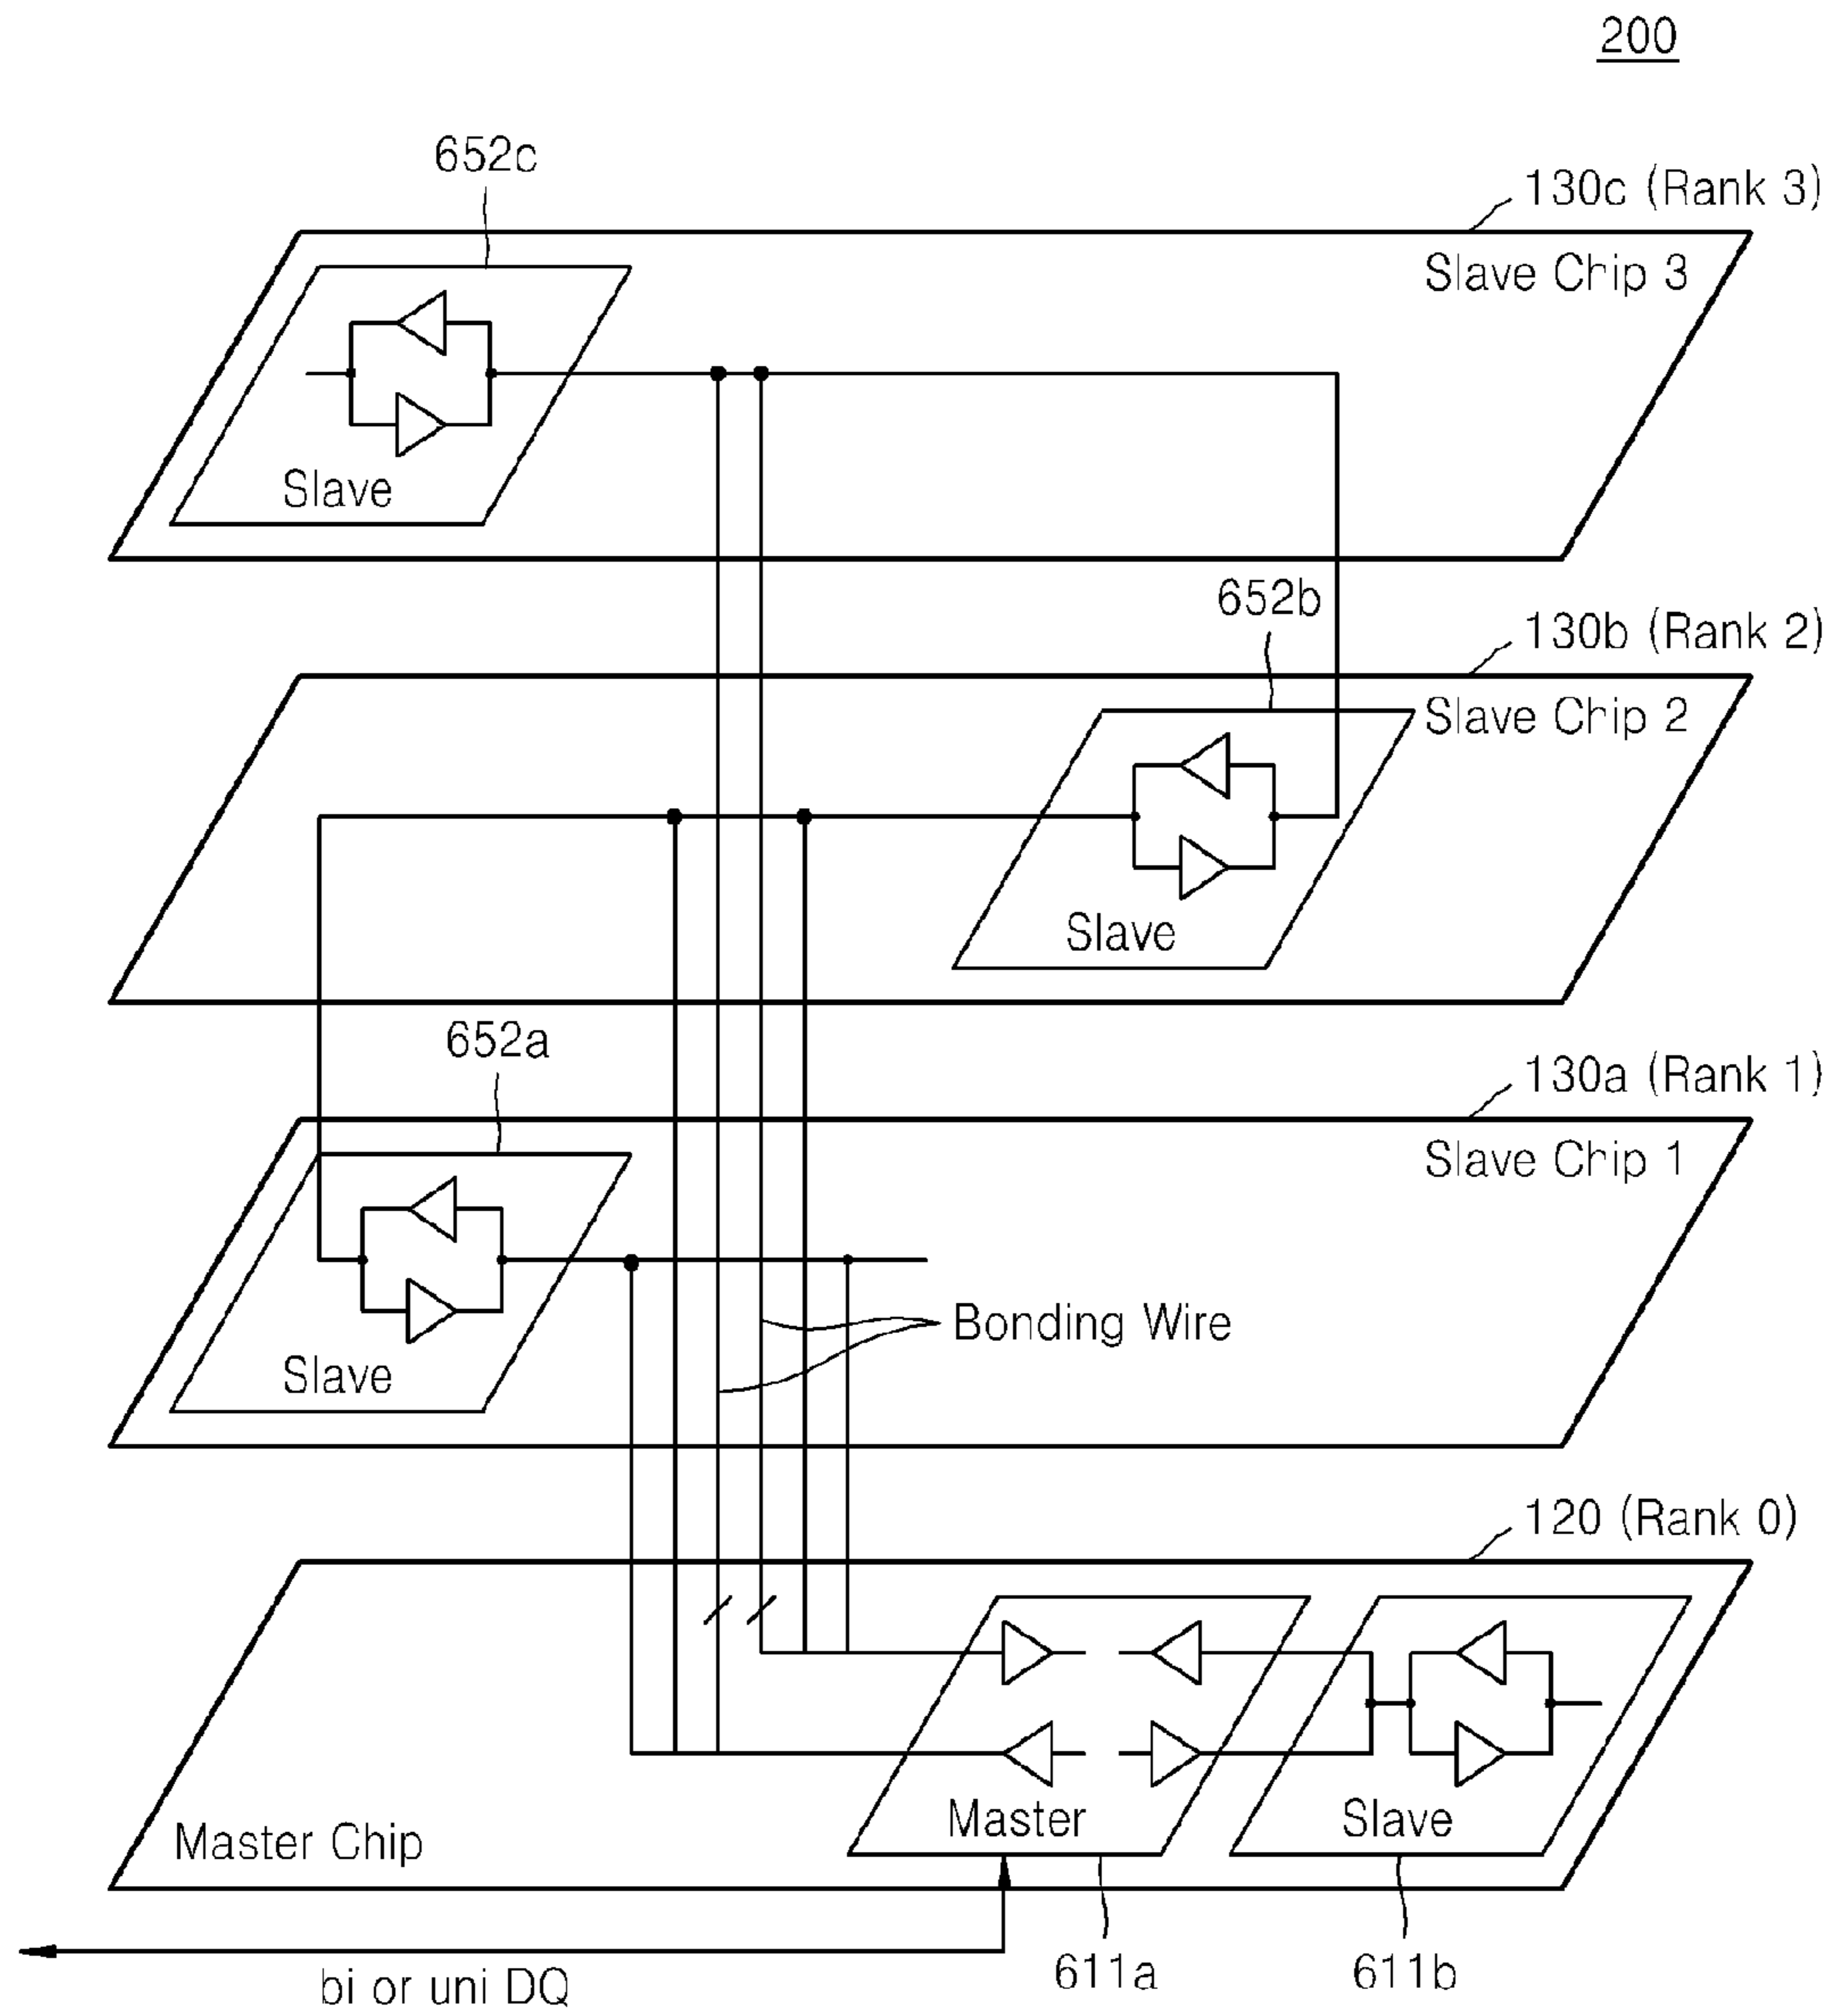 200
652c
130c (Rank 3)
Slave Chip 3
Slave
652b
130b (Rank 2)
Slave Chip 2
Slave
652a
130a (Rank 1)
Slave Chip 1
Bonding Wire
Slave
120 (Rank 0)
Master
Slave
Master Chip
611a
611b
bi or uni DQ